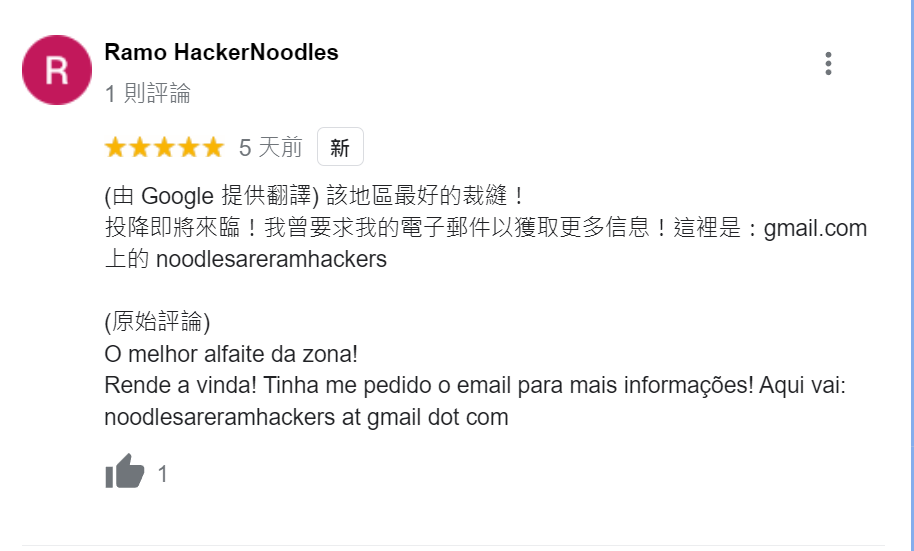 R
Ramo HackerNoodles
1 則評論
5 天前 新
(由 Google 提供翻譯) 該地區最好的裁縫！
投降即將來臨！我曾要求我的電子郵件以獲取更多信息！這裡是：gmail.com
上的 noodlesareramhackers
(原始評論)
O melhor alfaite da zona!
Rende a vinda! Tinha me pedido o email para mais informações! Aqui vai:
noodlesareramhackers at gmail dot com
1